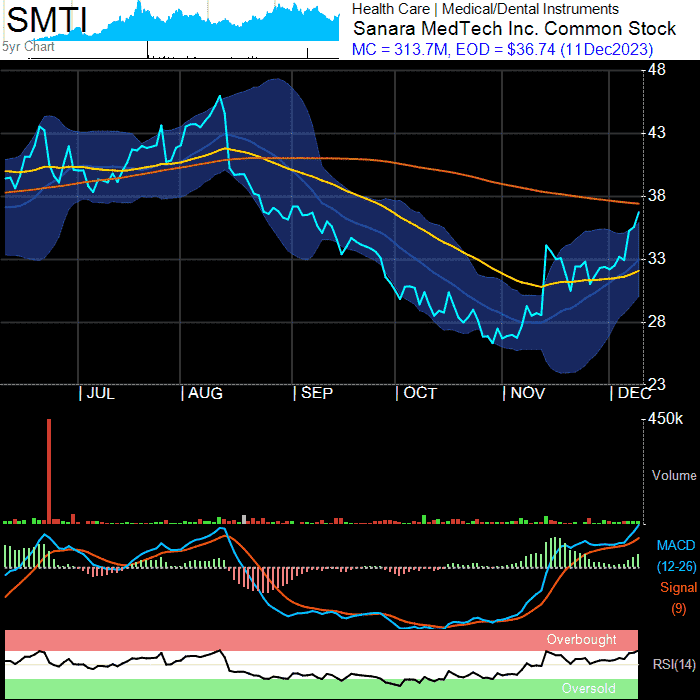 SMTI
5yr Chart
Health Care | Medical/Dental Instruments
Sanara MedTech Inc. Common Stock
MC = 313.7M, EOD = $36.74 (11Dec2023)
48
43
38
33
28
23
| JUL | AUG | SEP | OCT | NOV | DEC
450k
Volume
MACD
(12-26)
Signal
(9)
Overbought
RSI(14)
Oversold